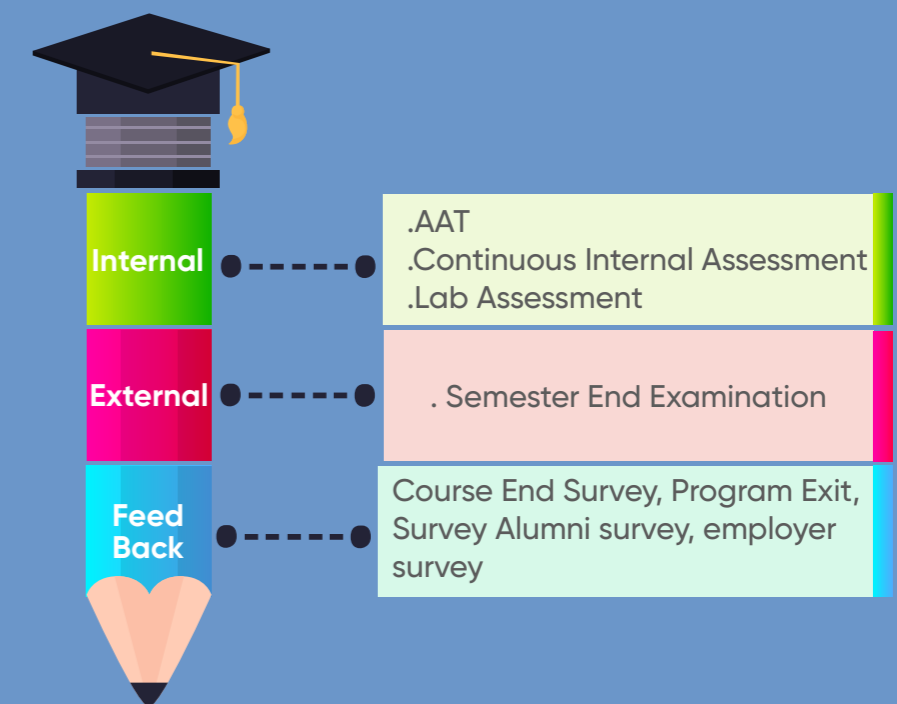 Internal
.AAT
.Continuous Internal Assessment
.Lab Assessment
External
. Semester End Examination
Feed
Back
Course End Survey, Program Exit,
Survey Alumni survey, employer
survey